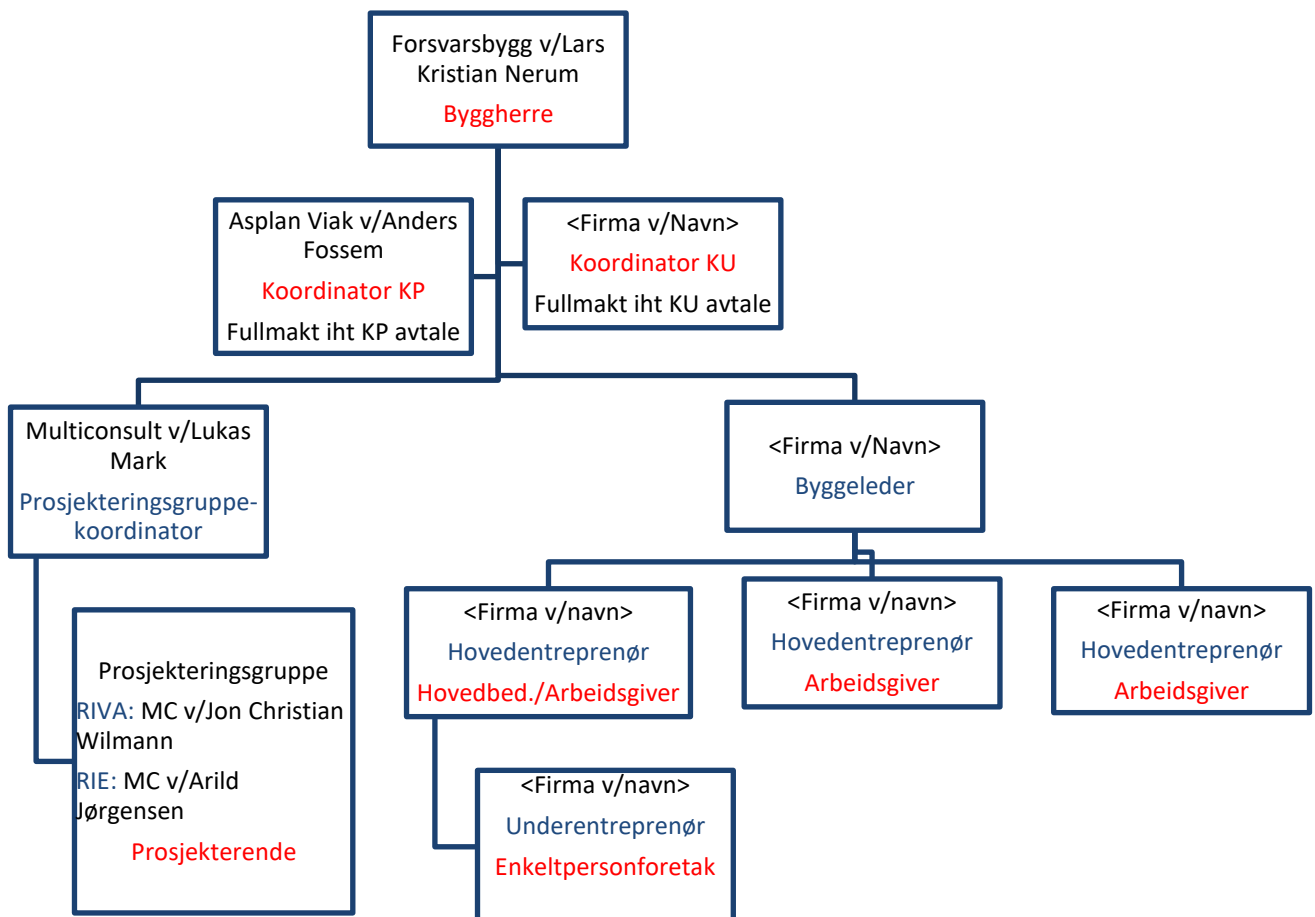 Forsvarsbygg v/Lars
Kristian Nerum
Byggherre
Asplan Viak v/Anders
Fossem
Koordinator KP
Fullmakt iht KP avtale
<Firma v/Navn>
Koordinator KU
Fullmakt iht KU avtale
Multiconsult v/Lukas
Mark
Prosjekteringsgruppe-
koordinator
<Firma v/Navn>
Byggeleder
Prosjekteringsgruppe
RIVA: MC v/Jon Christian
Wilmann
RIE: MC v/Arild
Jørgensen
Prosjekterende
<Firma v/navn>
Hovedentreprenør
Hovedbed./Arbeidsgiver
<Firma v/navn>
Hovedentreprenør
Arbeidsgiver
<Firma v/navn>
Hovedentreprenør
Arbeidsgiver
<Firma v/navn>
Underentreprenør
Enkeltpersonforetak